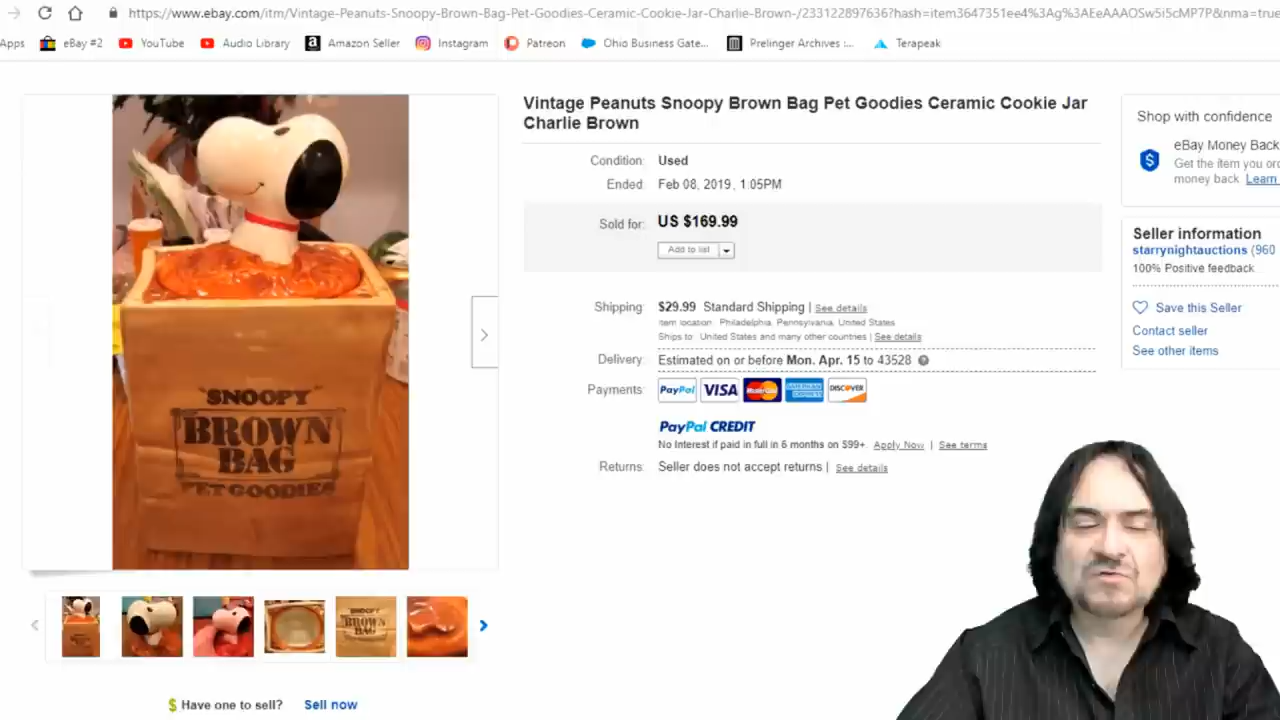 https://www.ebay.com/itm/Vintage-Peanuts-Snoopy-Brown-Bag-Pet-Goodies-Ceramic-Cookie-Jar-Charlie-Brown-/233122897636?hash=item3647351ee4%3Ag%3AEeAAAOSw5i5cMP7P&nma=true
Apps eBay #2 YouTube Audio Library Amazon Seller Instagram Patreon Ohio Business Gate... Prelinger Archives :... Terapeak
Vintage Peanuts Snoopy Brown Bag Pet Goodies Ceramic Cookie Jar
Charlie Brown
Condition: Used
Ended: Feb 08, 2019 , 1:05PM
Sold for: US $169.99
Add to list
Shipping: $29.99 Standard Shipping | See details
Item location: Philadelphia, Pennsylvania, United States
Ships to: United States and many other countries | See details
Delivery: Estimated on or before Mon. Apr. 15 to 43528
Payments: PayPal VISA MasterCard AMERICAN EXPRESS DISCOVER
PayPal CREDIT
No Interest if paid in full in 6 months on $99+. Apply Now | See terms
Returns: Seller does not accept returns | See details
Shop with confidence
eBay Money Back
Get the item you
money back. Learn
Seller information
starrynightauctions (960
100% Positive feedback
Save this Seller
Contact seller
See other items
"SNOOPY"
BROWN
BAG
PET GOODIES
SNOOPY
BROWN
BAG
$ Have one to sell? Sell now